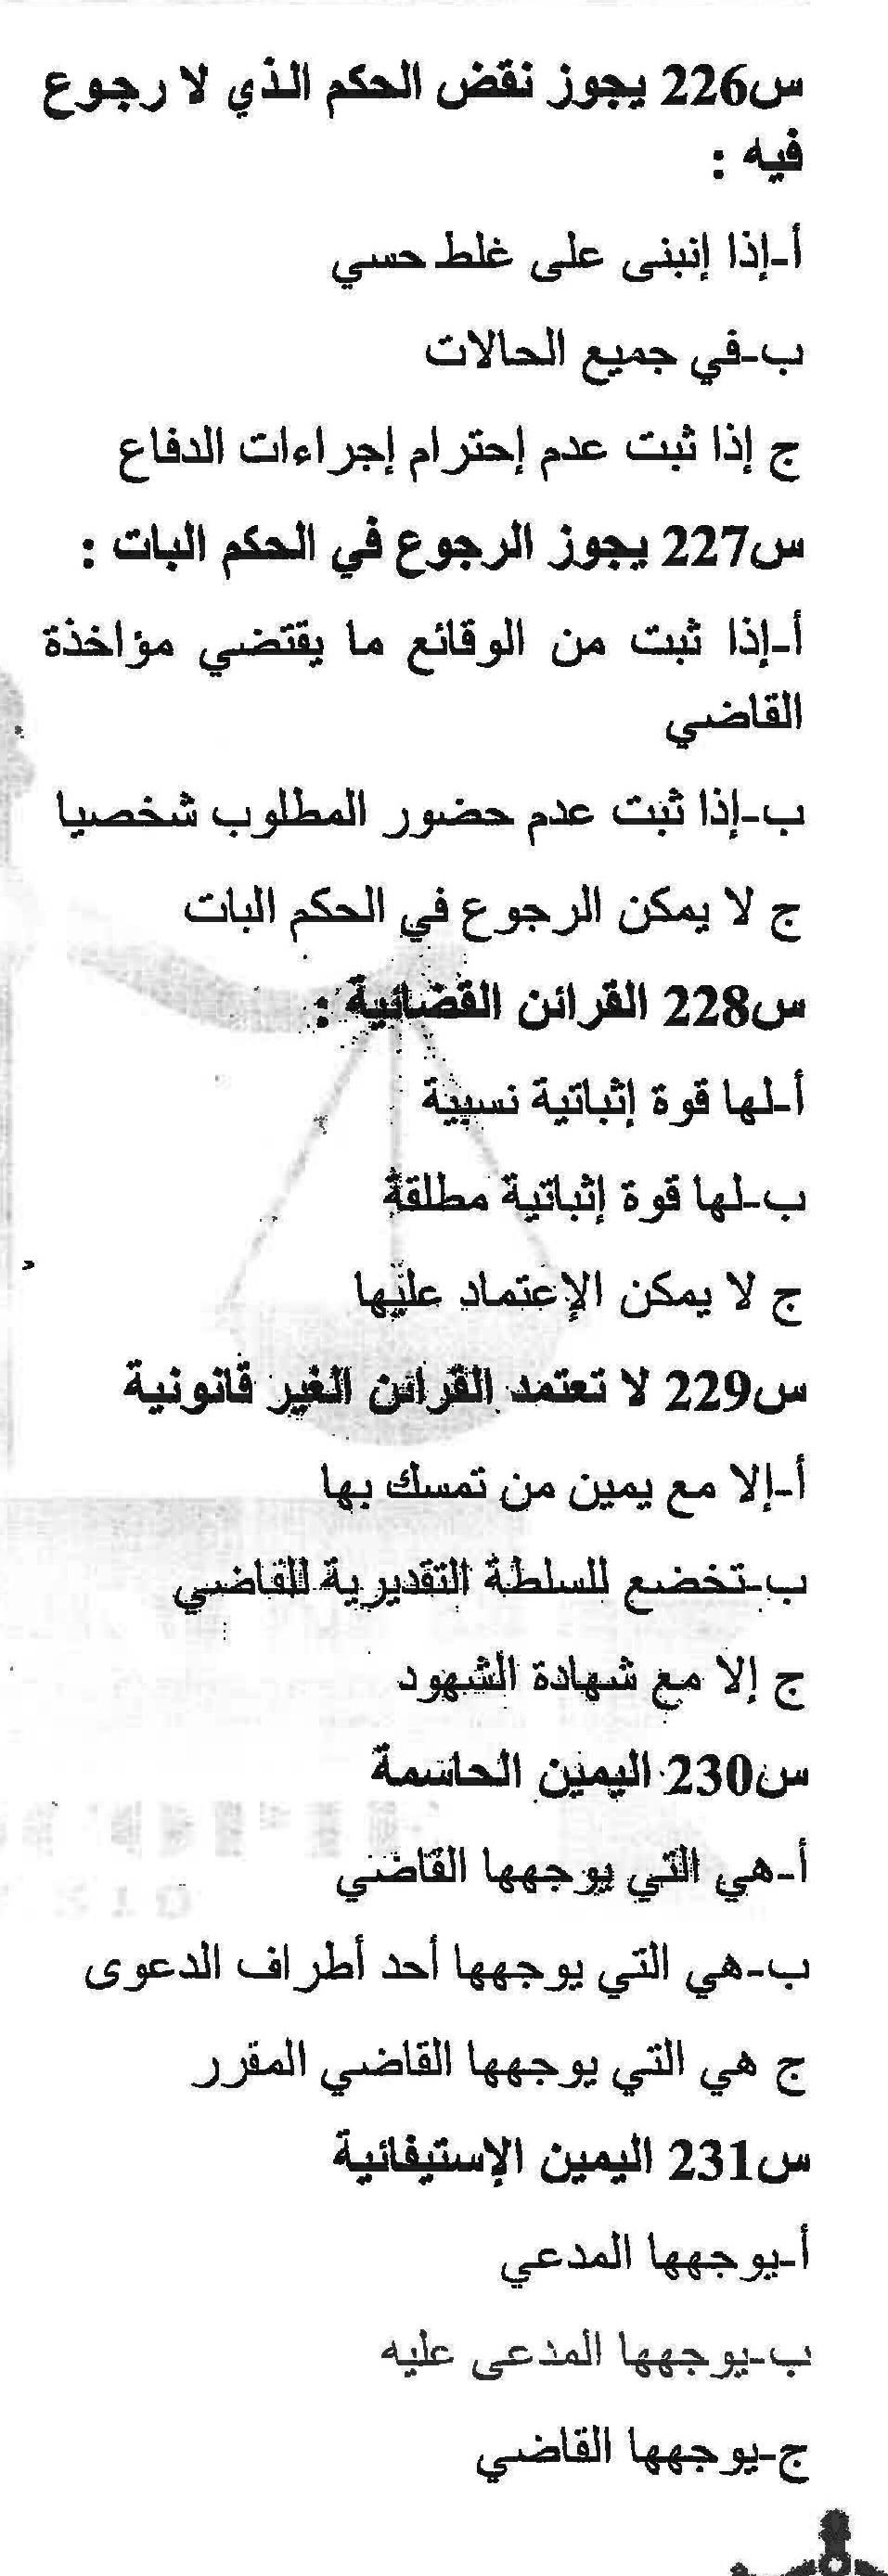 س226 يجوز نقض الحكم الذي لا رجوع
فيه :
أ-إذا إنبنى على غلط حسي
ب-في جميع الحالات
ج إذا ثبت عدم إحترام إجراءات الدفاع
س227 يجوز الرجوع في الحكم البات :
أ-إذا ثبت من الوقائع ما يقتضي مؤاخذة
القاضي
ب-إذا ثبت عدم حضور المطلوب شخصيا
ج لا يمكن الرجوع في الحكم البات
س228 القرائن القضائية :
أ-لها قوة إثباتية نسبية
ب-لها قوة إثباتية مطلقة
ج لا يمكن الإعتماد عليها
س229 لا تعتمد القرائن الغير قانونية
أ-إلا مع يمين من تمسك بها
ب-تخضع للسلطة التقديرية للقاضي
ج إلا مع شهادة الشهود
س230 اليمين الحاسمة
أ-هي التي يوجهها القاضي
ب-هي التي يوجهها أحد أطراف الدعوى
ج هي التي يوجهها القاضي المقرر
س231 اليمين الإستيفائية
أ-يوجهها المدعي
ب-يوجهها المدعى عليه
ج-يوجهها القاضي